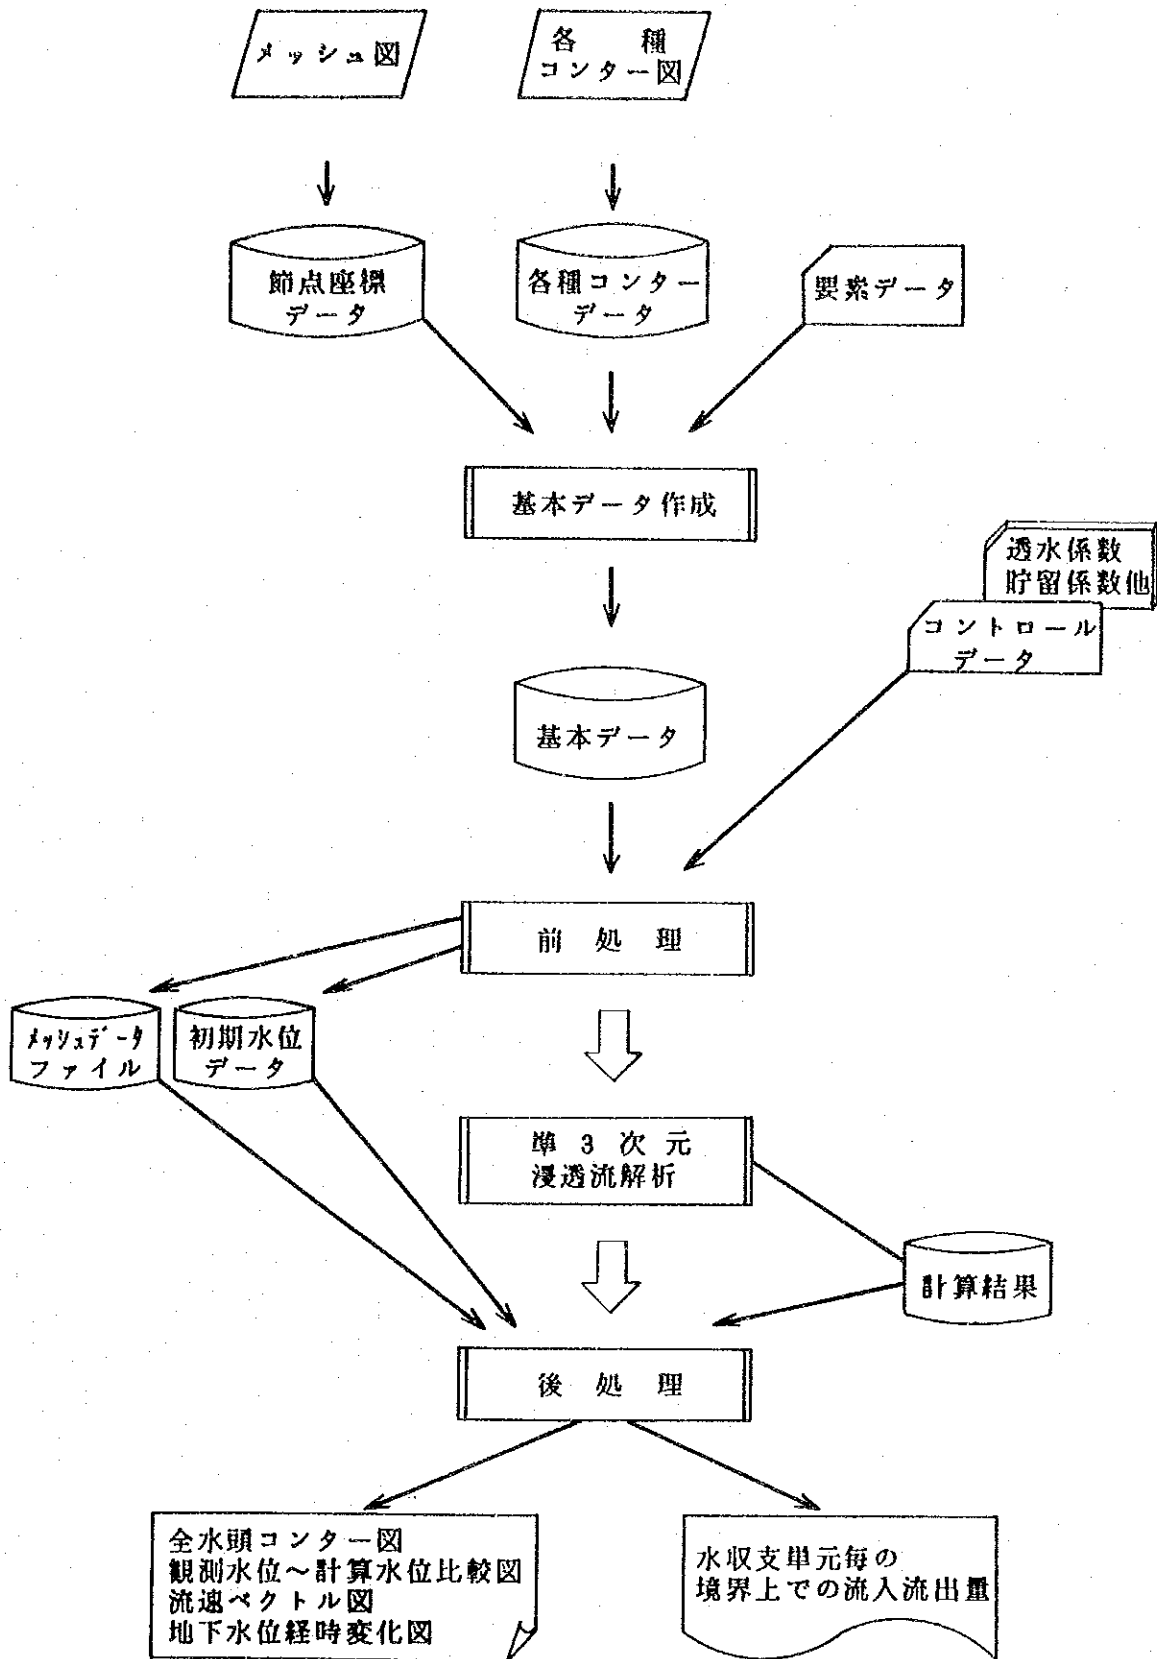 メッシュ図
各種
コンター図
節点座標
データ
各種コンター
データ
要素データ
基本データ作成
透水係数
貯留係数他
コントロール
データ
基本データ
前処理
メッシュデータ
ファイル
初期水位
データ
準3次元
浸透流解析
計算結果
後処理
全水頭コンター図
観測水位～計算水位比較図
流速ベクトル図
地下水位経時変化図
水収支単元毎の
境界上での流入流出量